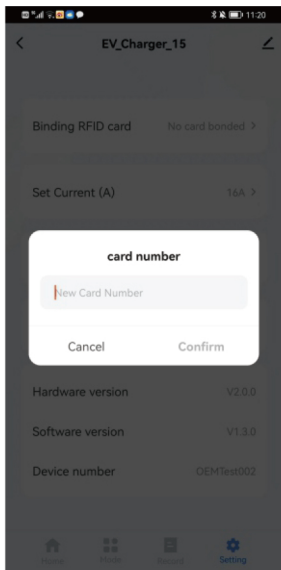 11:20
EV_Charger_15
Binding RFID card No card bonded >
Set Current (A) 16A >
card number
New Card Number
Cancel Confirm
Hardware version V2.0.0
Software version V1.3.0
Device number OEMTest002
Home Mode Record Setting